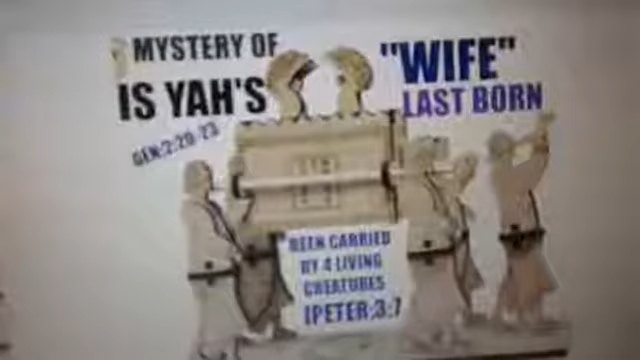 MYSTERY OF
"WIFE"
IS YAH'S
LAST BORN
GEN:2:20-23
BEEN CARRIED
BY 4 LIVING
CREATURES
1PETER:3:7